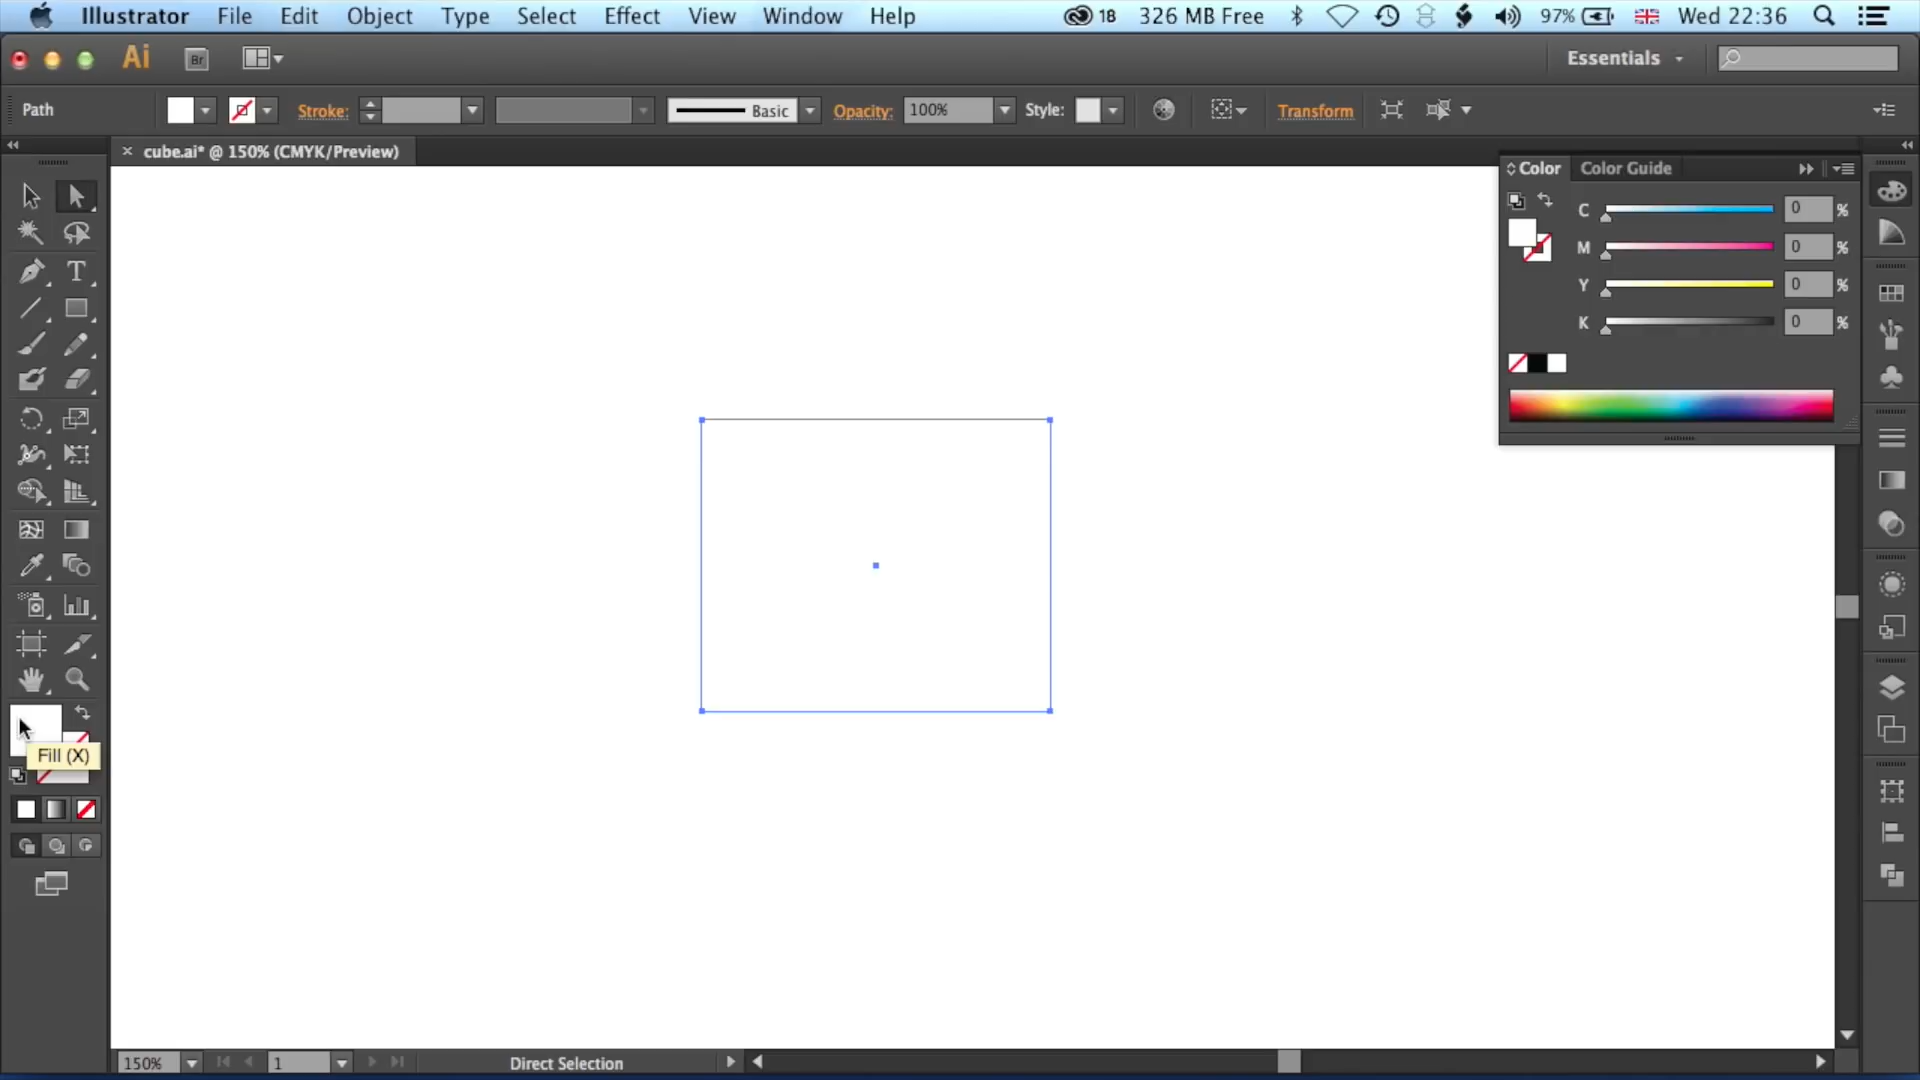 Illustrator File Edit Object Type Select Effect View Window Help 18 326 MB Free 97% Wed 22:36
Ai Br Essentials
Path Stroke: Basic Opacity: 100% Style: Transform
× cube.ai* @ 150% (CMYK/Preview)
Color Color Guide
C 0 %
M 0 %
Y 0 %
K 0 %
T
Fill (X)
150% 1 Direct Selection